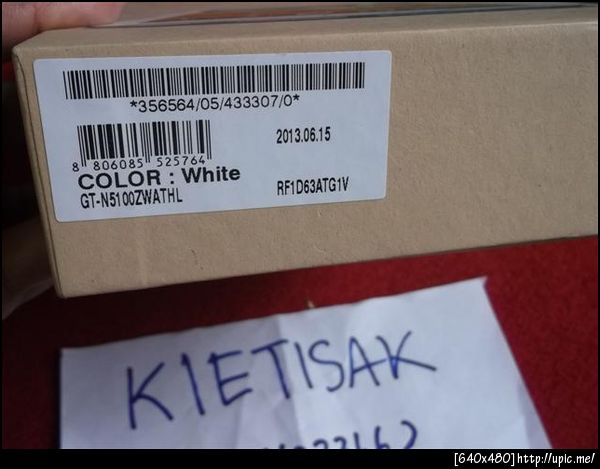 *356564/05/433307/0*
2013.06.15
8 806085 525764
COLOR : White
GT-N5100ZWATHL
RF1D63ATG1V
KIETISAK
[640x480]http://upic.me/